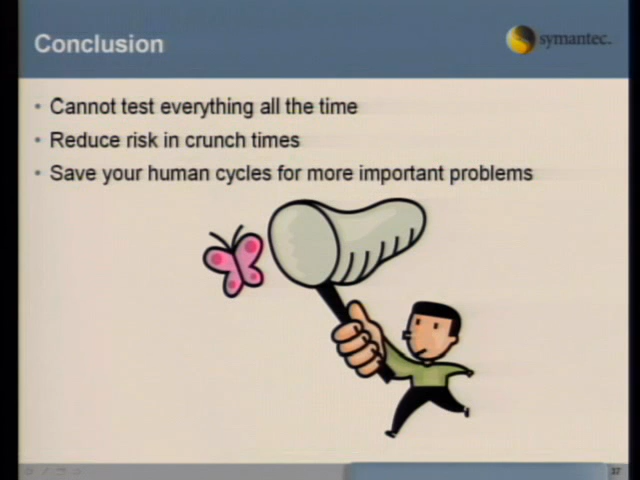 Conclusion
symantec.
Cannot test everything all the time
Reduce risk in crunch times
Save your human cycles for more important problems
37